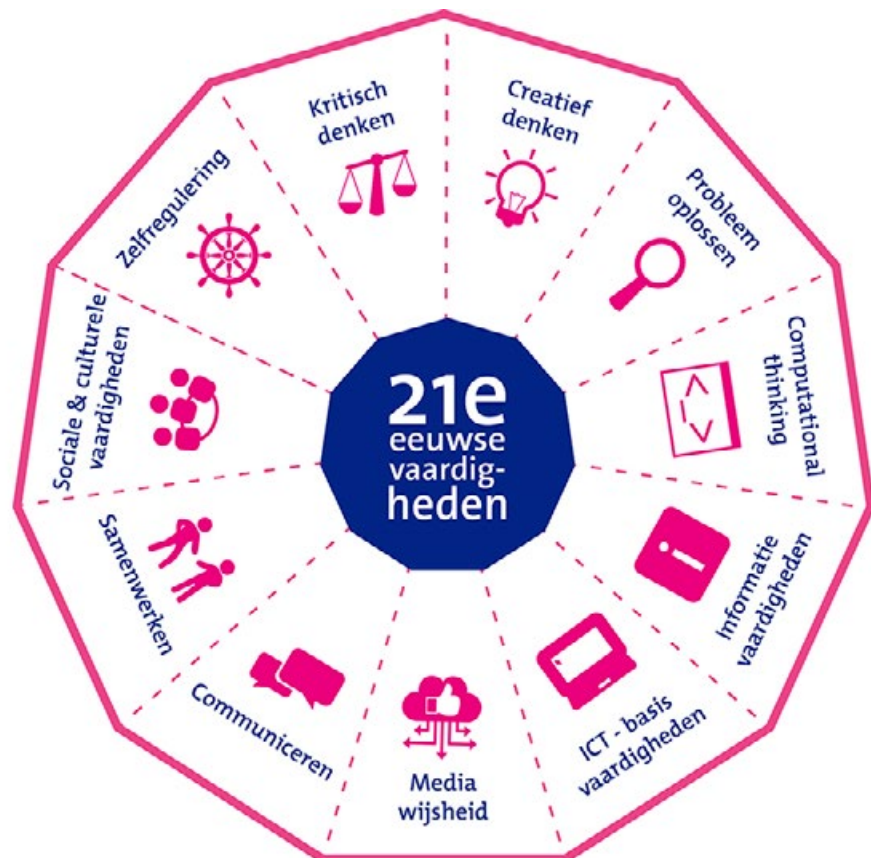 Kritisch
denken
Creatief
denken
Probleem
oplossen
Computational
thinking
Informatie
vaardigheden
ICT - basis
vaardigheden
Media
wijsheid
Communiceren
Samenwerken
Sociale & culturele
vaardigheden
Zelfregulering
21e
eeuwse
vaardig-
heden